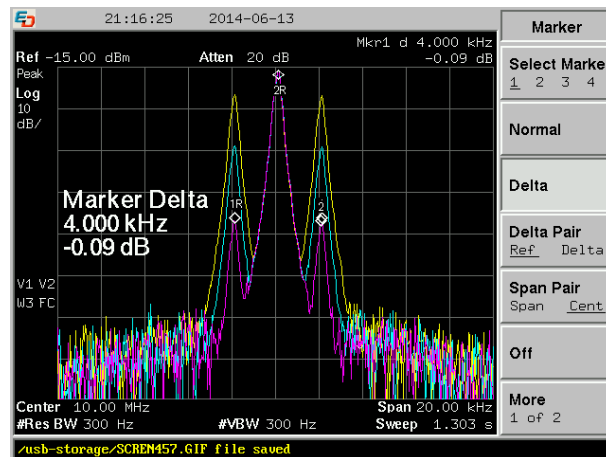 21:16:25 2014-06-13
Mkr1 d 4.000 kHz
Ref -15.00 dBm Atten 20 dB -0.09 dB
Peak
Log
10
dB/
2R
1R
2
Marker Delta
4.000 kHz
-0.09 dB
V1 V2
W3 FC
Center 10.00 MHz Span 20.00 kHz
#Res BW 300 Hz #VBW 300 Hz Sweep 1.303 s
/usb-storage/SCREN457.GIF file saved
Marker
Select Marke
1 2 3 4
Normal
Delta
Delta Pair
Ref Delta
Span Pair
Span Cent
Off
More
1 of 2